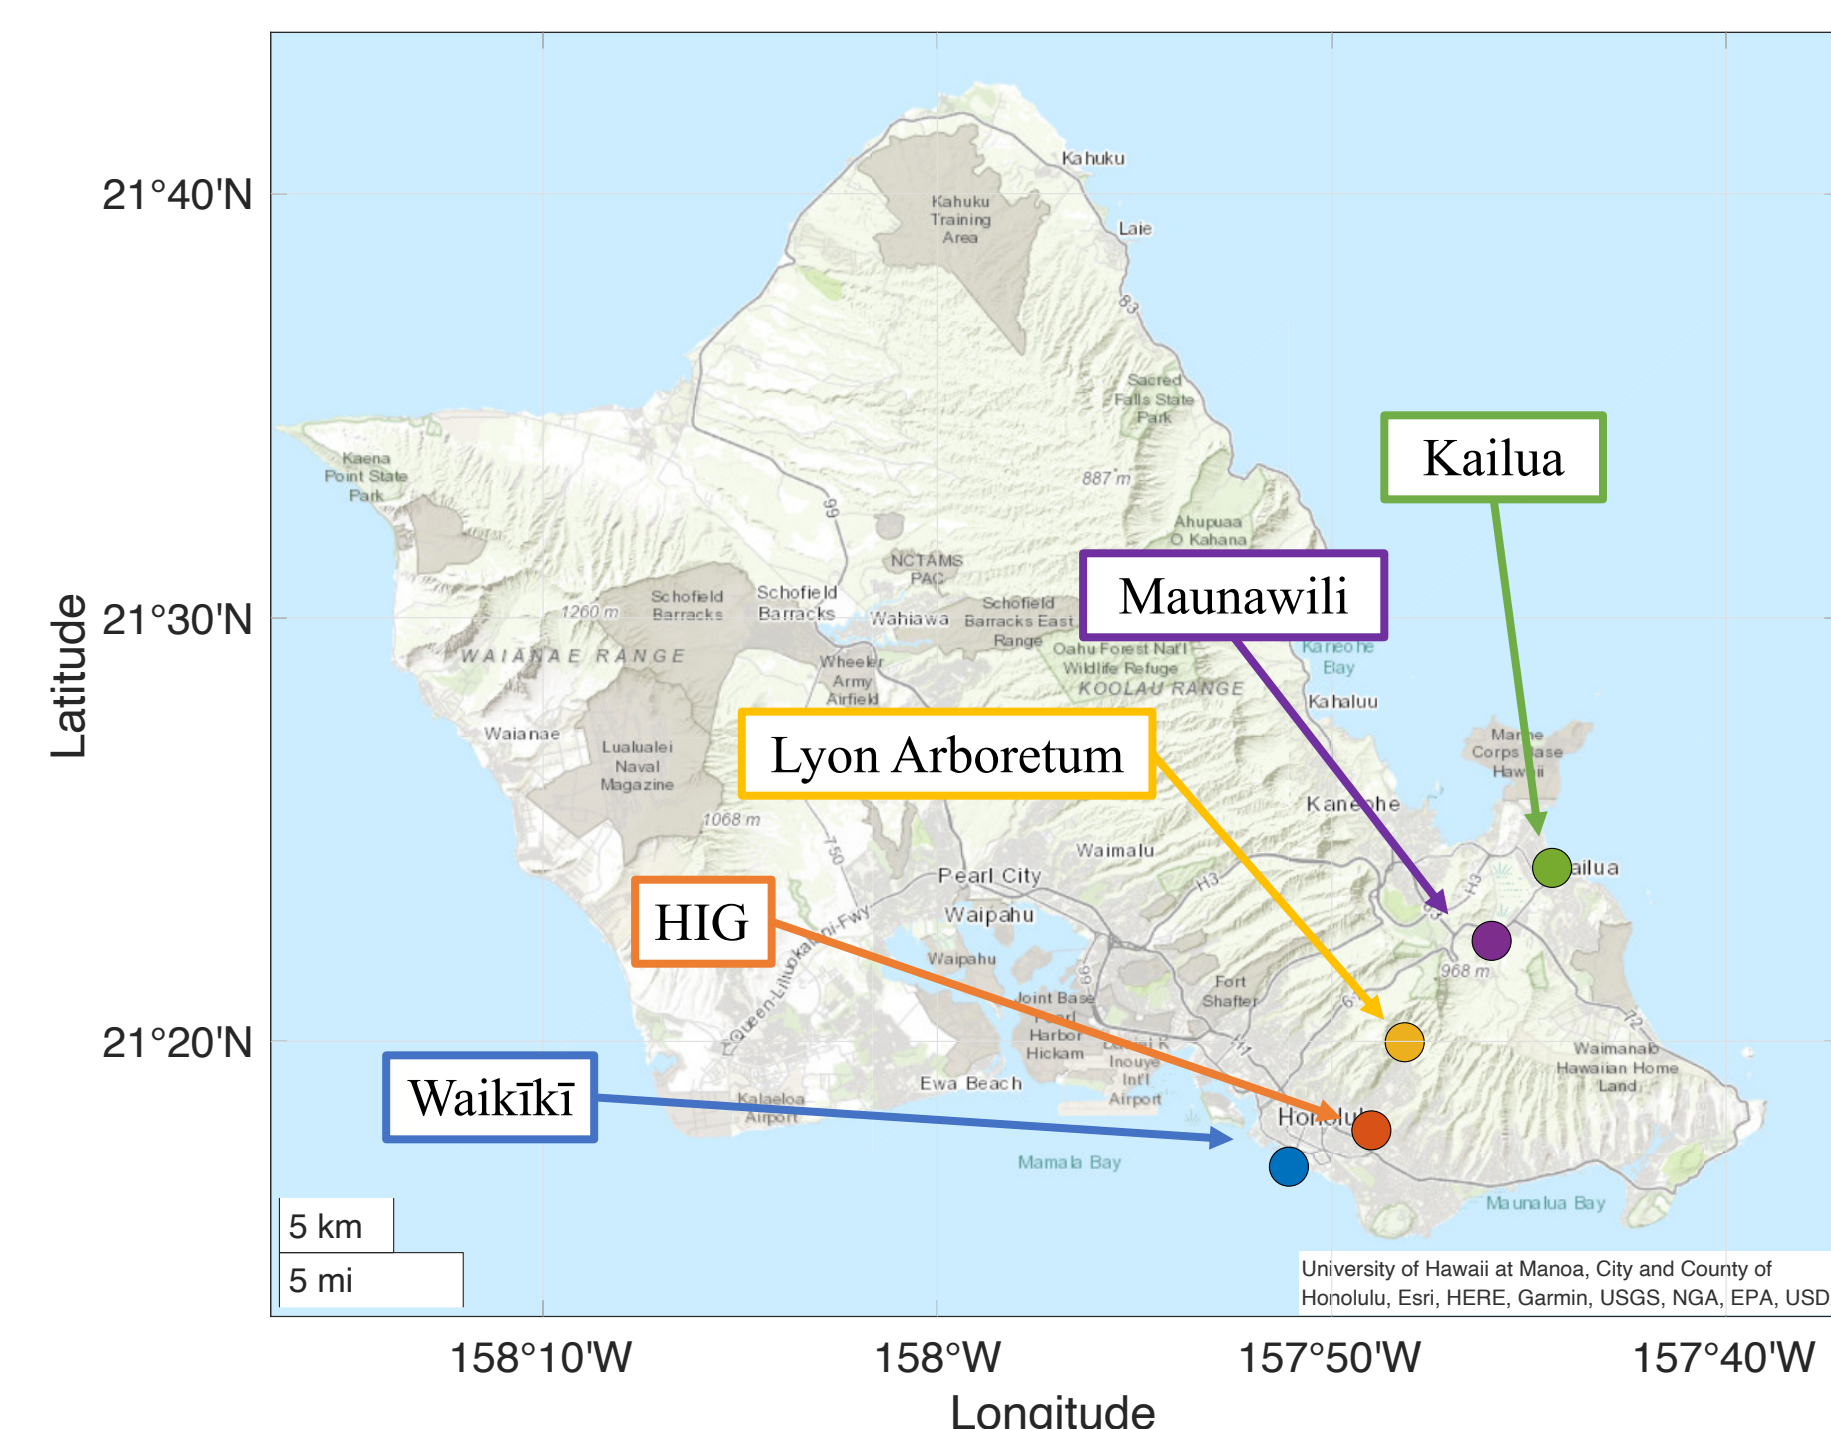 21°40'N
21°30'N
21°20'N
Latitude
158°10'W
158°W
157°50'W
157°40'W
Longitude
Kahuku
Kahuku
Training
Area
Laie
83
Sacred
Falls State
Park
Kaena
Point State
Park
887 m
99
Ahupuaa
O Kahana
Kailua
NCTAMS
PAC
Maunawili
1260 m
Schofield
Barracks
Schofield
Barracks
Wahiawa
Schofield
Barracks East
Range
Oahu Forest Nat'l
Wildlife Refuge
KOOLAU RANGE
Kaneohe
Bay
WAIANAE RANGE
Wheeler
Army
Airfield
Kahaluu
Waianae
Lualualei
Naval
Magazine
Lyon Arboretum
Marine
Corps Base
Hawaii
Kaneohe
1068 m
750
Waimalu
Pearl City
H3
H3
ailua
HIG
Waipahu
Waipahu
968 m
Fort
Shafter
Joint Base
Pearl
Harbor
Hickam
Inouye
Int'l
Airport
72
Waimanalo
Hawaiian Home
Land
Waikīkī
Ewa Beach
Kalaeloa
Airport
Honolulu
Mamala Bay
Maunalua Bay
5 km
5 mi
University of Hawaii at Manoa, City and County of
Honolulu, Esri, HERE, Garmin, USGS, NGA, EPA, USD